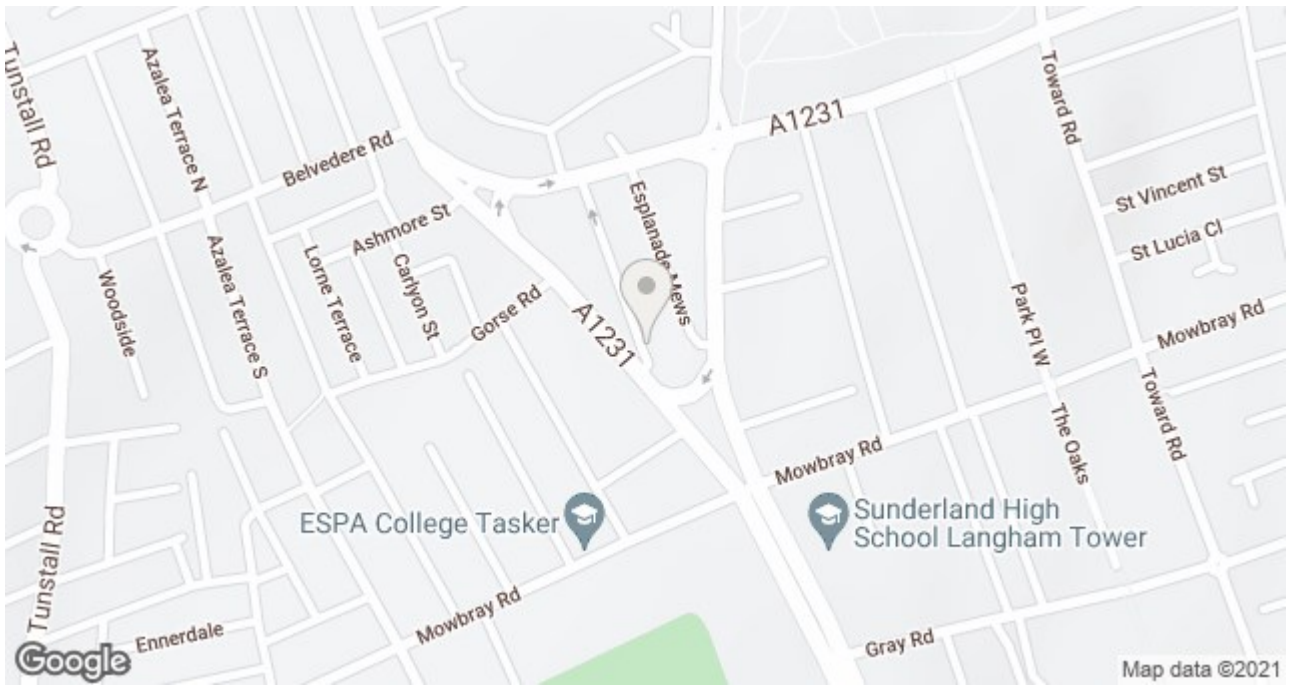 Tunstall Rd
Azalea Terrace N
Belvedere Rd
A1231
Toward Rd
St Vincent St
St Lucia Cl
Ashmore St
Esplanade Mews
Woodside
Azalea Terrace S
Lorne Terrace
Carlyon St
Gorse Rd
A1231
Park Pl W
Mowbray Rd
The Oaks
Toward Rd
Mowbray Rd
ESPA College Tasker
Sunderland High
School Langham Tower
Tunstall Rd
Ennerdale
Mowbray Rd
Gray Rd
Google
Map data ©2021